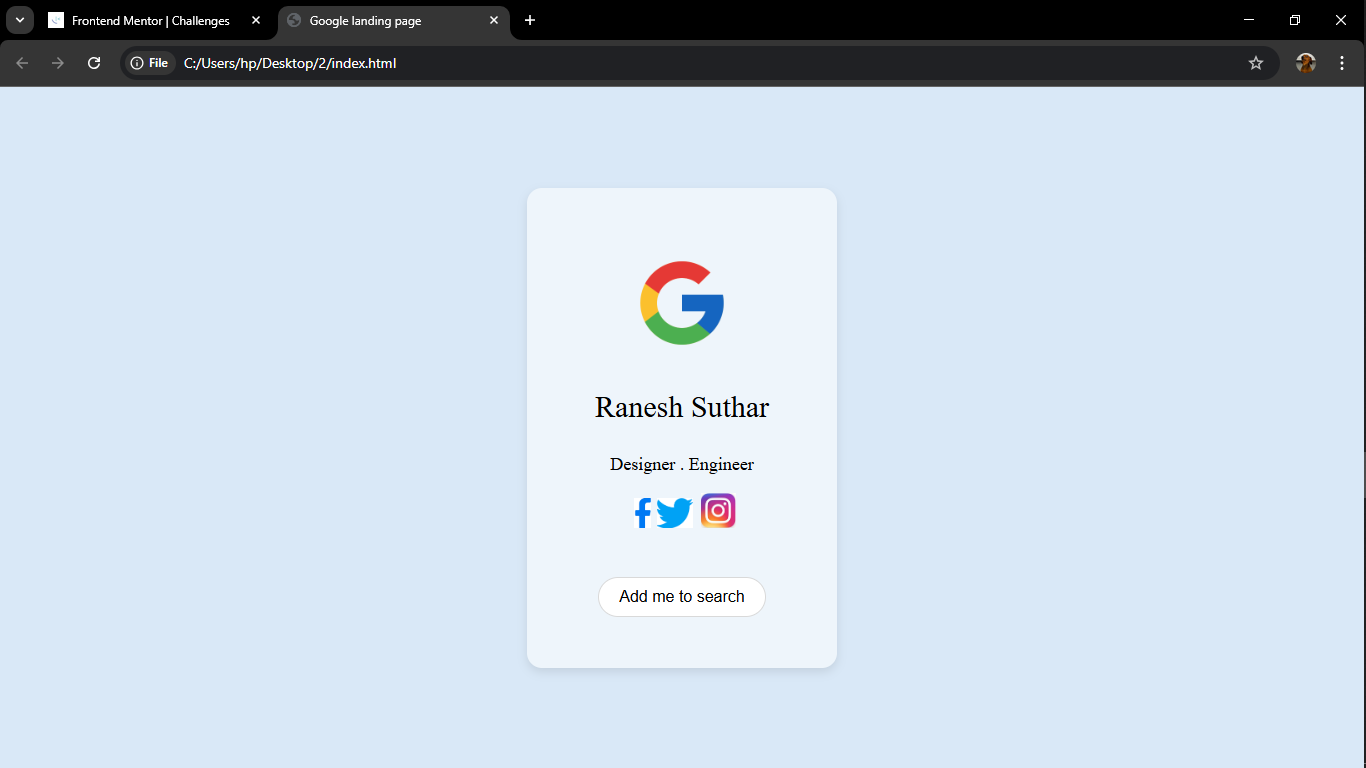 Frontend Mentor | Challenges
Google landing page
File
C:/Users/hp/Desktop/2/index.html
Ranesh Suthar
Designer . Engineer
Add me to search